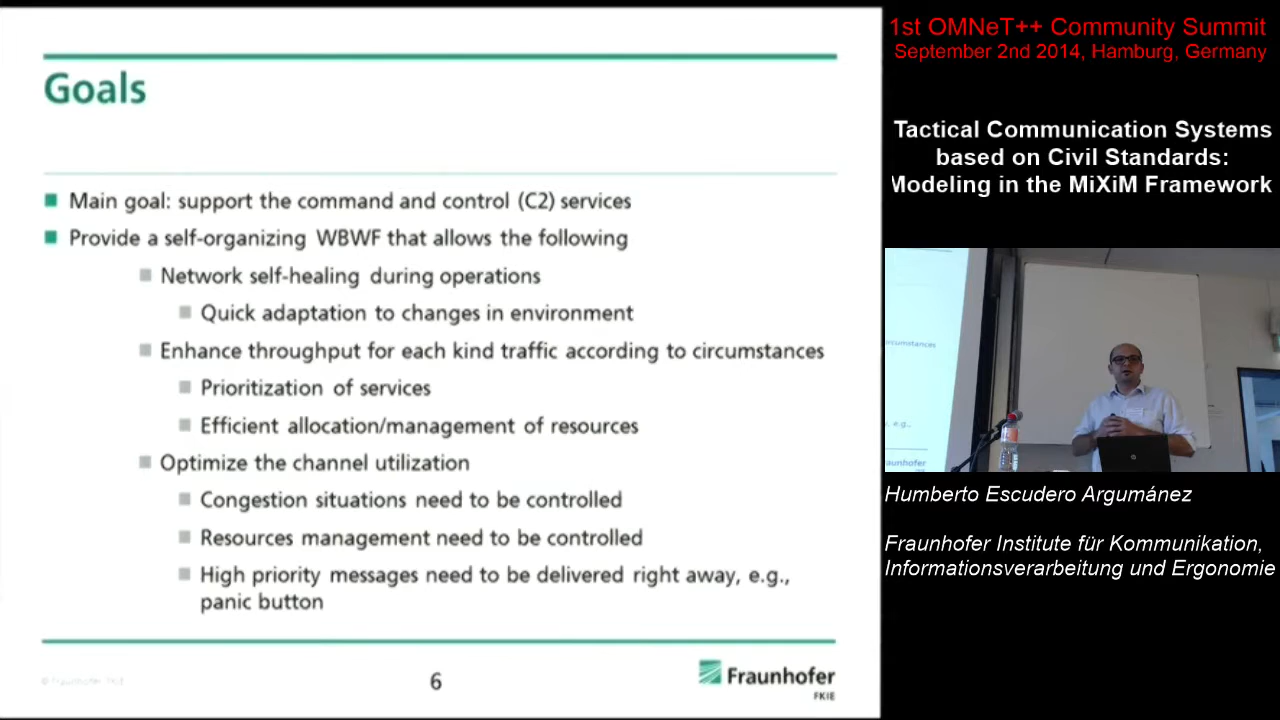 Goals
Main goal: support the command and control (C2) services
Provide a self-organizing WBWF that allows the following
Network self-healing during operations
Quick adaptation to changes in environment
Enhance throughput for each kind traffic according to circumstances
Prioritization of services
Efficient allocation/management of resources
Optimize the channel utilization
Congestion situations need to be controlled
Resources management need to be controlled
High priority messages need to be delivered right away, e.g.,
panic button
© Fraunhofer FKIE
6
Fraunhofer
FKIE
1st OMNeT++ Community Summit
September 2nd 2014, Hamburg, Germany
Tactical Communication Systems
based on Civil Standards:
Modeling in the MiXiM Framework
circumstances
, e.g.,
Fraunhofer
Humberto Escudero Argumánez
Fraunhofer Institute für Kommunikation,
Informationsverarbeitung und Ergonomie